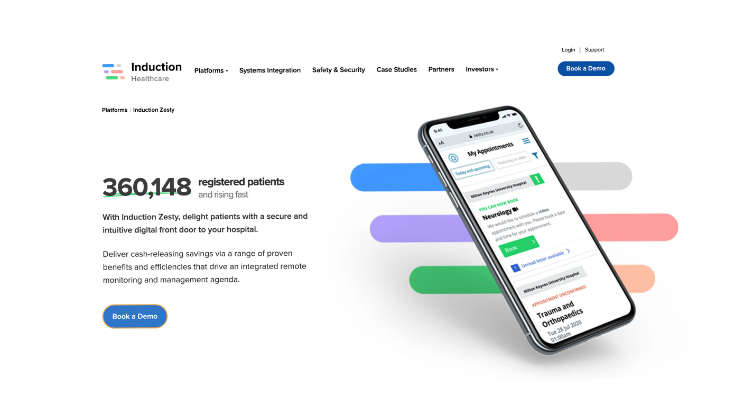 Login | Support
Induction
Healthcare
Platforms
Systems Integration
Safety & Security
Case Studies
Partners
Investors
Book a Demo
Platforms | Induction Zesty
360,148 registered patients
and rising fast
With Induction Zesty, delight patients with a secure and
intuitive digital front door to your hospital.
Deliver cash-releasing savings via a range of proven
benefits and efficiencies that drive an integrated remote
monitoring and management agenda.
Book a Demo
9:41
AA
zesty.co.uk
My Appointments
Today and upcoming
Milton Keynes University Hospital
YOU CAN NOW BOOK
Neurology
We would like to schedule a video
appointment with you. Please book a date
and time for your appointment.
Book
Unread letter available
Milton Keynes University Hospital
APPOINTMENT UNCONFIRMED
Trauma and
Orthopaedics
Tue 28 Jul 2020
01:00am